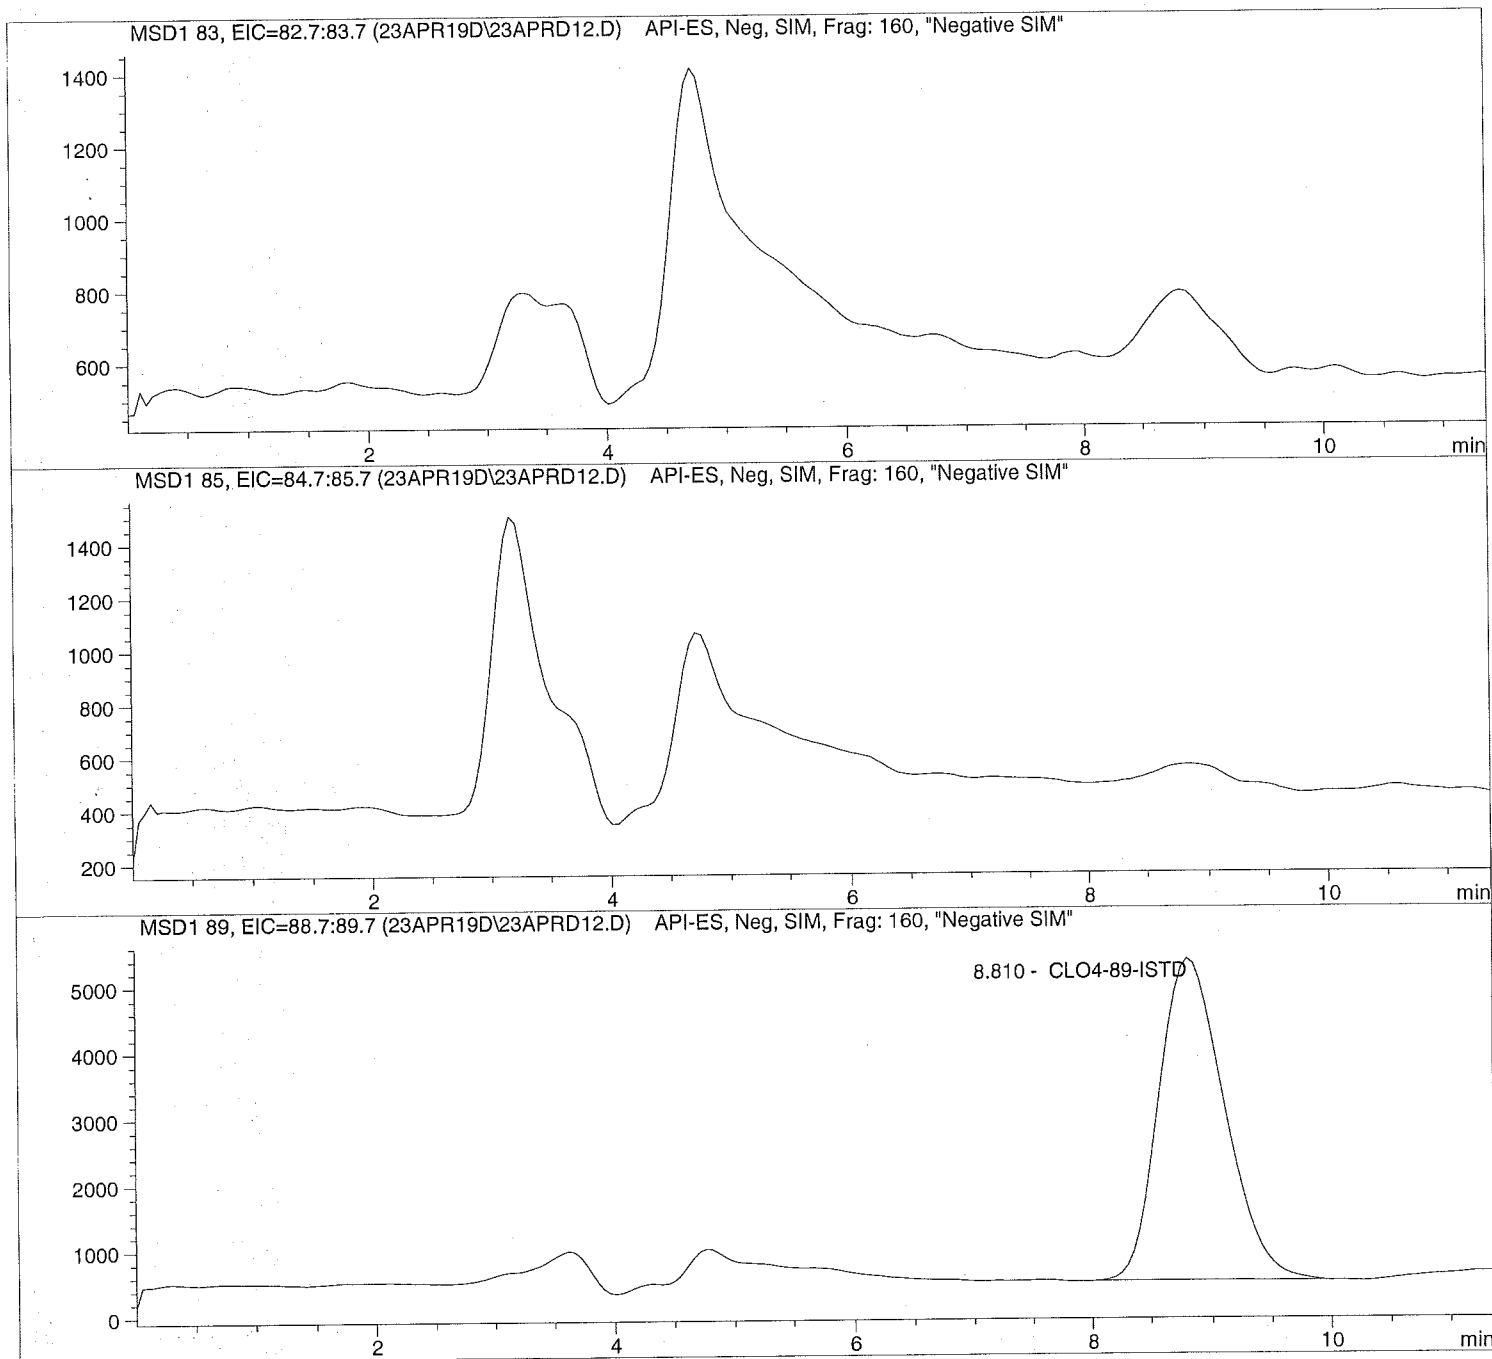 MSD1 83, EIC=82.7:83.7 (23APR19D\23APRD12.D) API-ES, Neg, SIM, Frag: 160, "Negative SIM"
1400
1200
1000
800
600
2 4 6 8 10 min
MSD1 85, EIC=84.7:85.7 (23APR19D\23APRD12.D) API-ES, Neg, SIM, Frag: 160, "Negative SIM"
1400
1200
1000
800
600
400
200
2 4 6 8 10 min
MSD1 89, EIC=88.7:89.7 (23APR19D\23APRD12.D) API-ES, Neg, SIM, Frag: 160, "Negative SIM"
8.810 - CLO4-89-ISTD
5000
4000
3000
2000
1000
0
2 4 6 8 10 min